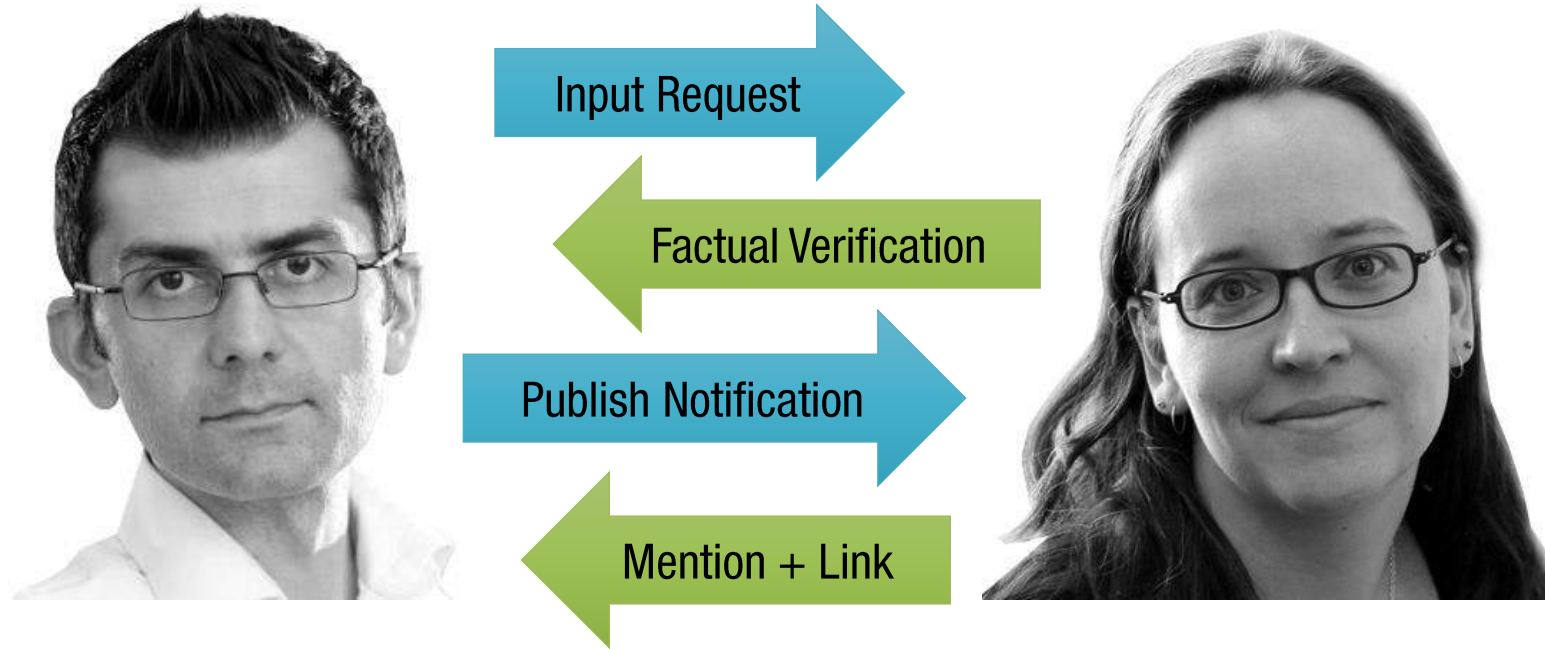 Input Request
Factual Verification
Publish Notification
Mention + Link